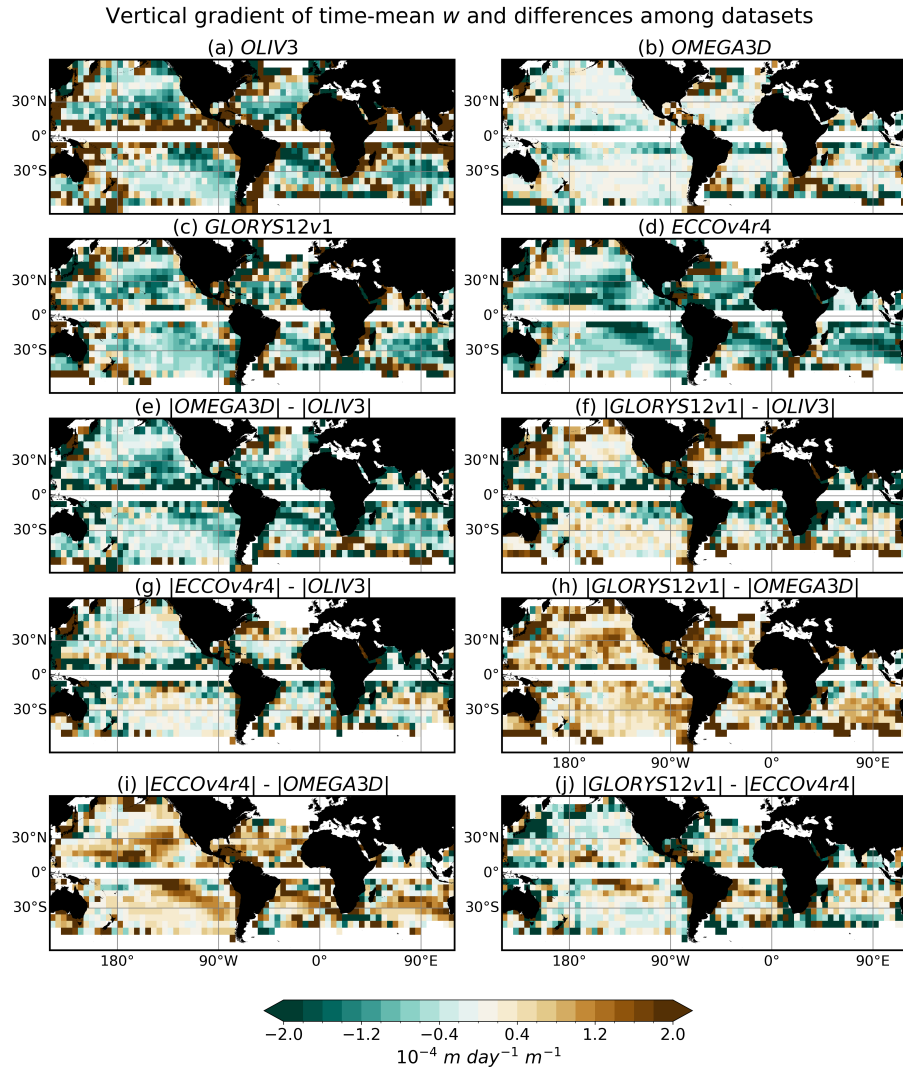 Vertical gradient of time-mean w and differences among datasets
(a) OLIV3
(b) OMEGA3D
30°N
0°
30°S
(c) GLORYS12v1
(d) ECCOv4r4
30°N
0°
30°S
(e) |OMEGA3D| - |OLIV3|
(f) |GLORYS12v1| - |OLIV3|
30°N
0°
30°S
(g) |ECCOv4r4| - |OLIV3|
(h) |GLORYS12v1| - |OMEGA3D|
30°N
0°
30°S
180° 90°W 0° 90°E
(i) |ECCOv4r4| - |OMEGA3D|
(j) |GLORYS12v1| - |ECCOv4r4|
30°N
0°
30°S
180° 90°W 0° 90°E 180° 90°W 0° 90°E
−2.0 −1.2 −0.4 0.4 1.2 2.0
10⁻⁴ m day⁻¹ m⁻¹